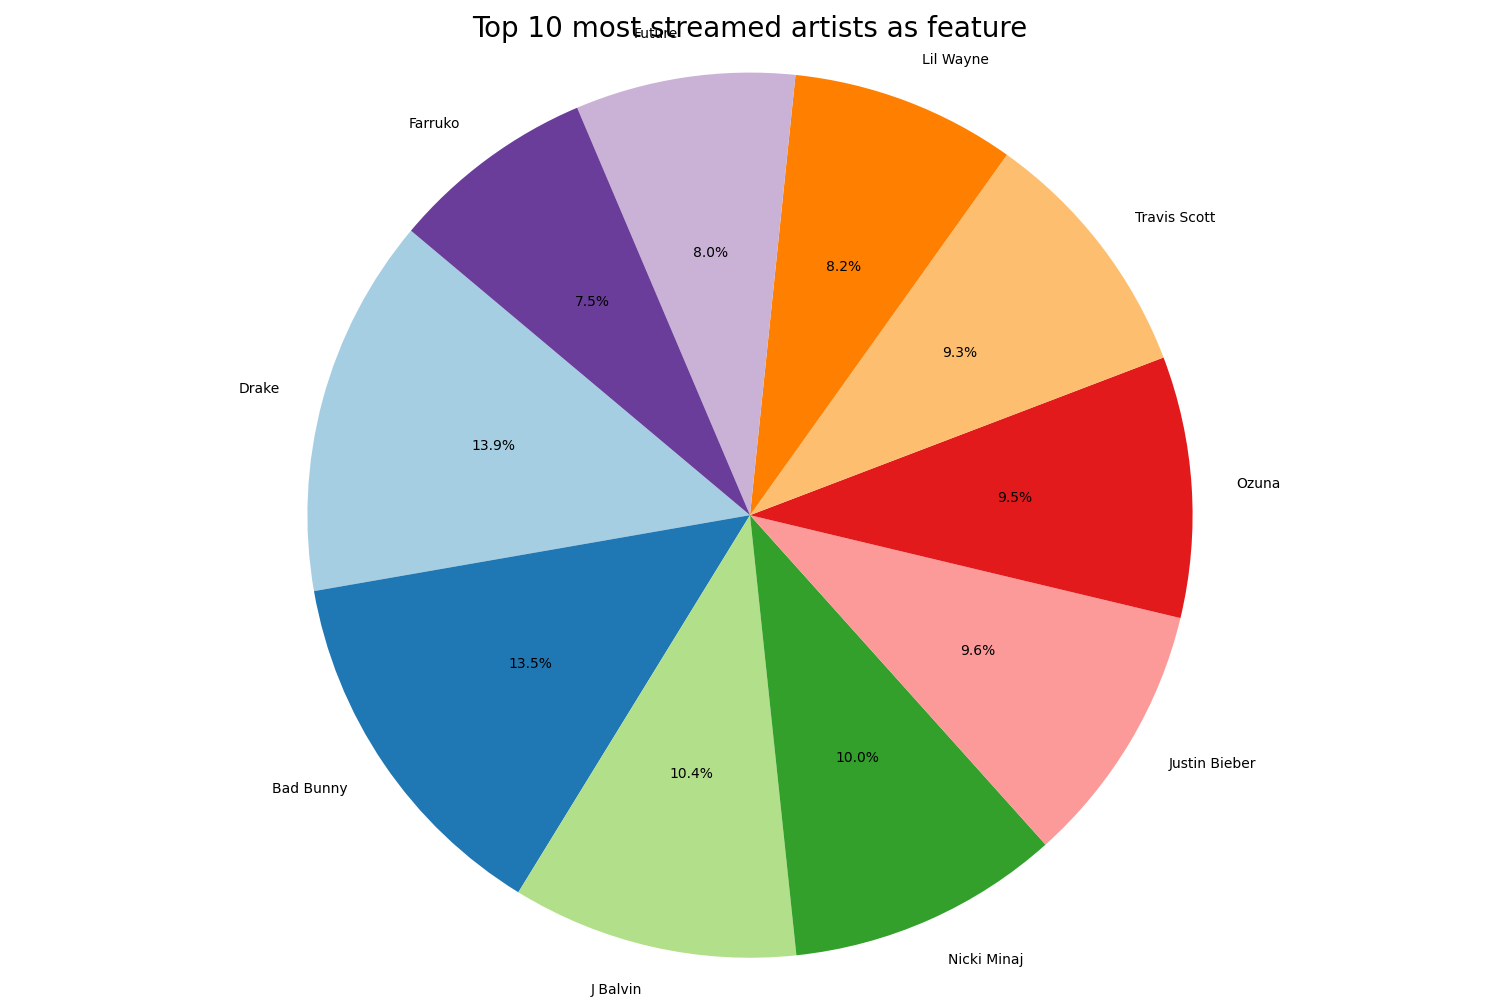 Top 10 most streamed artists as feature
Future
Lil Wayne
Farruko
Travis Scott
8.0%
8.2%
7.5%
9.3%
Drake
13.9%
9.5%
Ozuna
13.5%
9.6%
Bad Bunny
10.4%
10.0%
Justin Bieber
J Balvin
Nicki Minaj